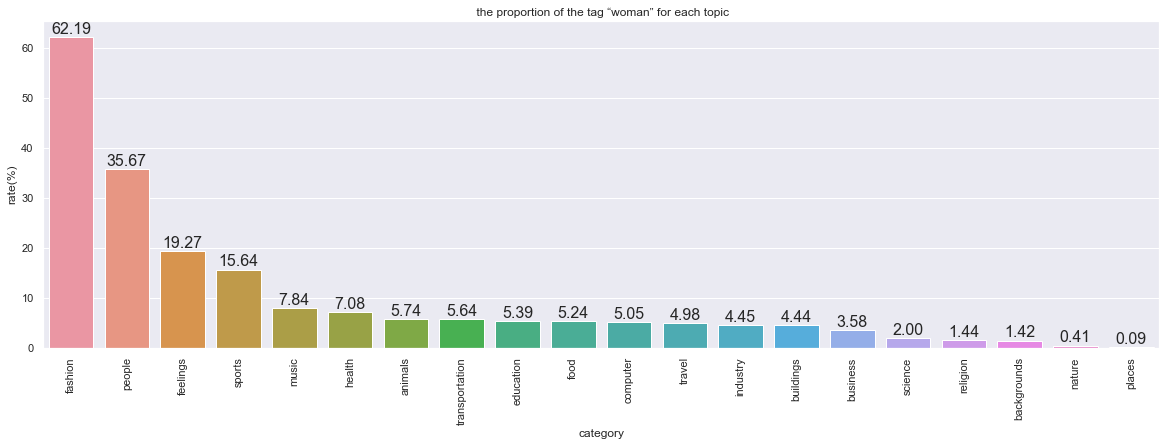 the proportion of the tag “woman” for each topic
rate(%)
60
50
40
30
20
10
0
62.19
35.67
19.27
15.64
7.84
7.08
5.74
5.64
5.39
5.24
5.05
4.98
4.45
4.44
3.58
2.00
1.44
1.42
0.41
0.09
fashion
people
feelings
sports
music
health
animals
transportation
education
food
computer
travel
industry
buildings
business
science
religion
backgrounds
nature
places
category